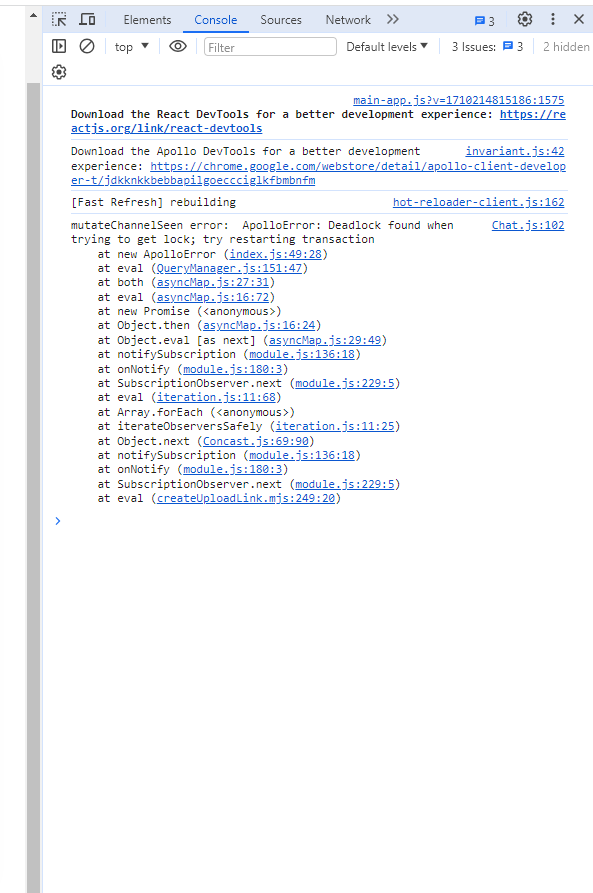 Elements Console Sources Network 3
top Filter Default levels 3 Issues: 3 2 hidden
main-app.js?v=1710214815186:1575
Download the React DevTools for a better development experience: https://re
actjs.org/link/react-devtools
Download the Apollo DevTools for a better development invariant.js:42
experience: https://chrome.google.com/webstore/detail/apollo-client-develop
er-t/jdkknkkbebbapilgoeccciglkfbmbnfm
[Fast Refresh] rebuilding hot-reloader-client.js:162
mutateChannelSeen error: ApolloError: Deadlock found when Chat.js:102
trying to get lock; try restarting transaction
at new ApolloError (index.js:49:28)
at eval (QueryManager.js:151:47)
at both (asyncMap.js:27:31)
at eval (asyncMap.js:16:72)
at new Promise (<anonymous>)
at Object.then (asyncMap.js:16:24)
at Object.eval [as next] (asyncMap.js:29:49)
at notifySubscription (module.js:136:18)
at onNotify (module.js:180:3)
at SubscriptionObserver.next (module.js:229:5)
at eval (iteration.js:11:68)
at Array.forEach (<anonymous>)
at iterateObserversSafely (iteration.js:11:25)
at Object.next (Concast.js:69:90)
at notifySubscription (module.js:136:18)
at onNotify (module.js:180:3)
at SubscriptionObserver.next (module.js:229:5)
at eval (createUploadLink.mjs:249:20)